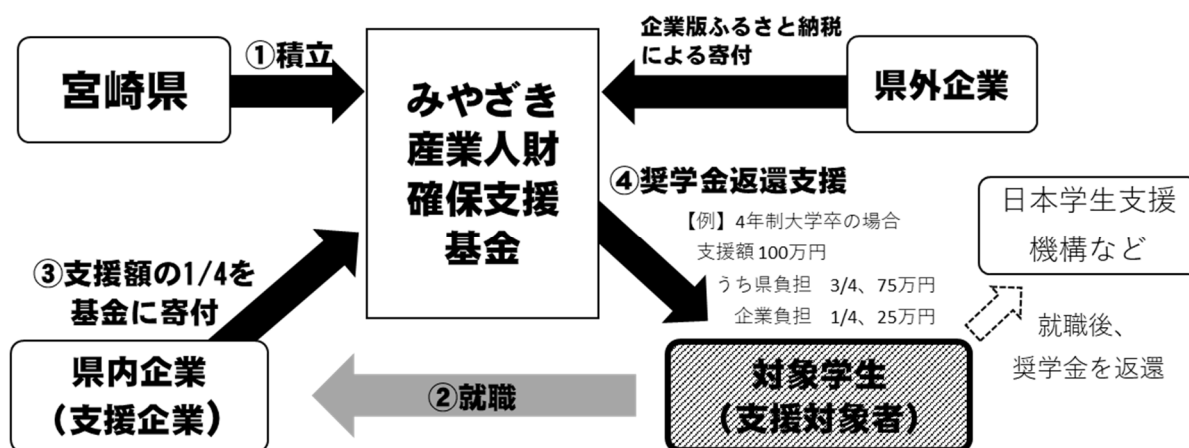 宮崎県
①積立
みやざき
産業人財
確保支援
基金
企業版ふるさと納税
による寄付
県外企業
④奨学金返還支援
【例】4年制大学卒の場合
支援額 100万円
うち県負担 3/4、75万円
企業負担 1/4、25万円
日本学生支援
機構など
③支援額の1/4を
基金に寄付
県内企業
（支援企業）
②就職
対象学生
（支援対象者）
就職後、
奨学金を返還